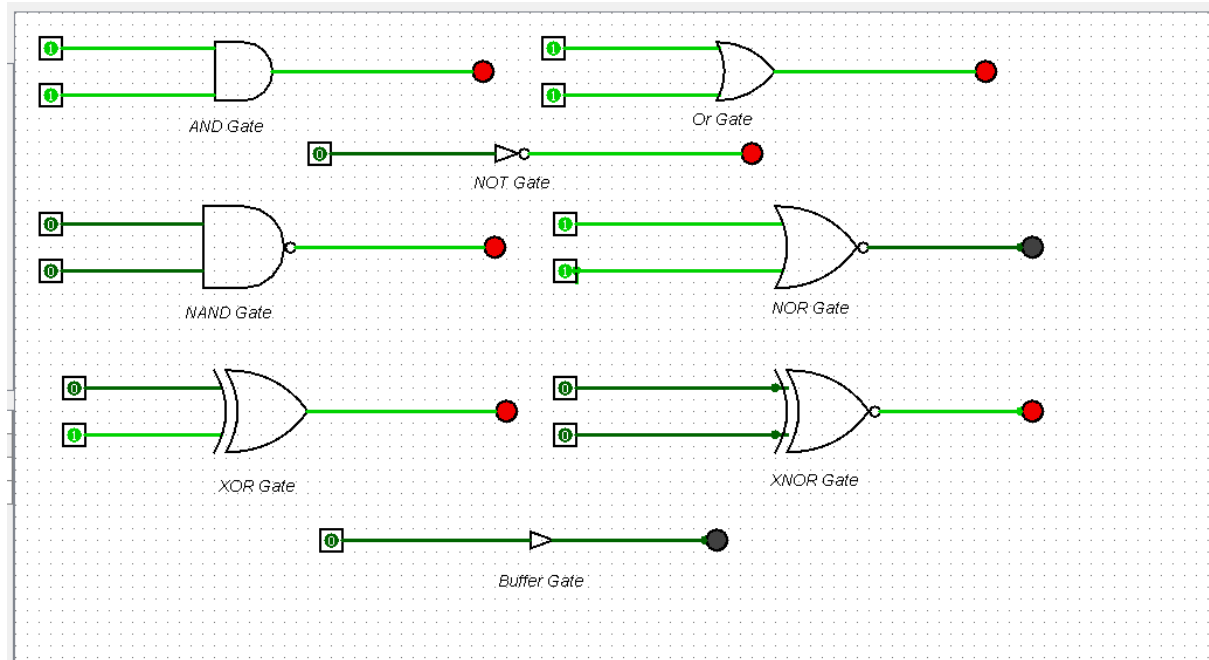 1
1
AND Gate
1
1
Or Gate
0
NOT Gate
0
0
NAND Gate
1
1
NOR Gate
0
1
XOR Gate
0
0
XNOR Gate
0
Buffer Gate